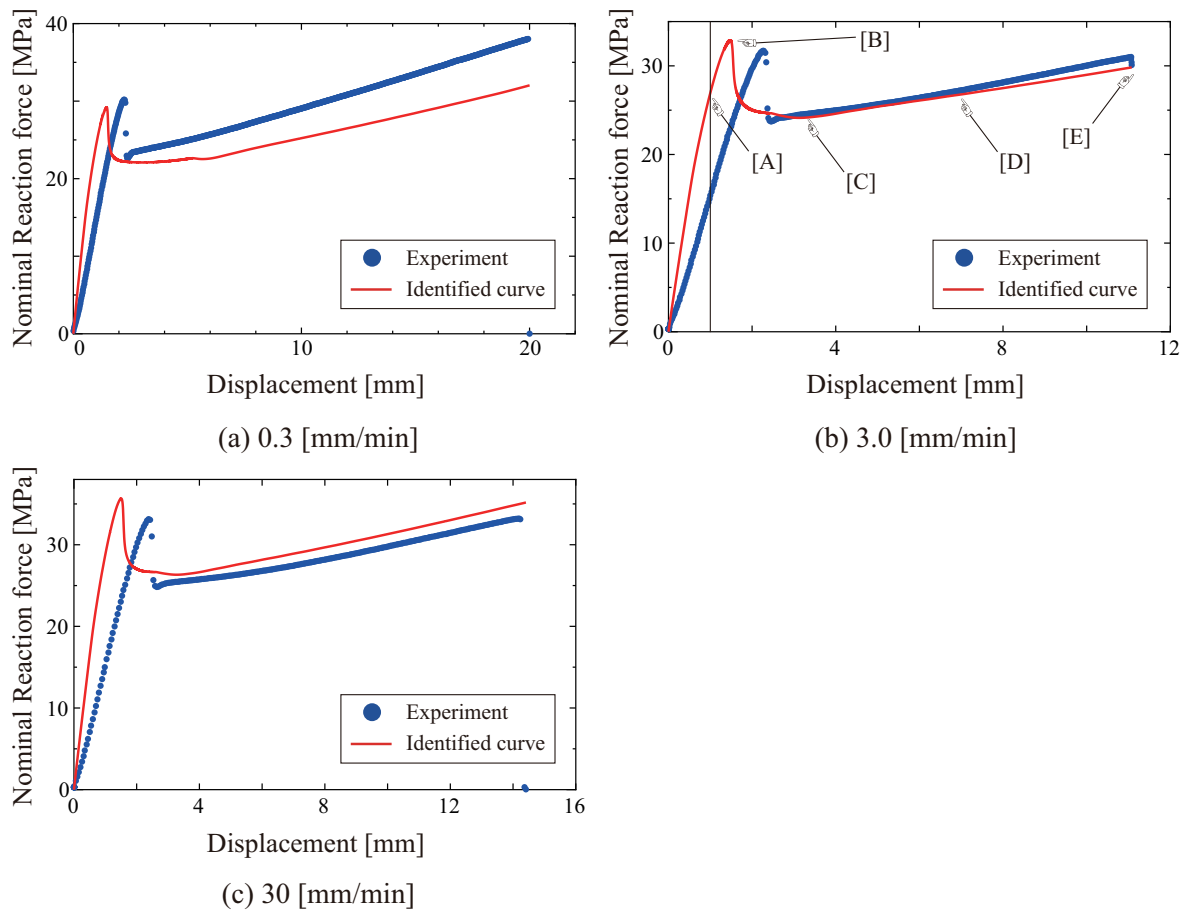 Nominal Reaction force [MPa]
40
30
20
10
0
0
10
20
Experiment
Identified curve
Displacement [mm]
(a) 0.3 [mm/min]
Nominal Reaction force [MPa]
30
20
10
0
0
4
8
12
[A]
[B]
[C]
[D]
[E]
Experiment
Identified curve
Displacement [mm]
(b) 3.0 [mm/min]
Nominal Reaction force [MPa]
30
20
10
0
0
4
8
12
16
Experiment
Identified curve
Displacement [mm]
(c) 30 [mm/min]